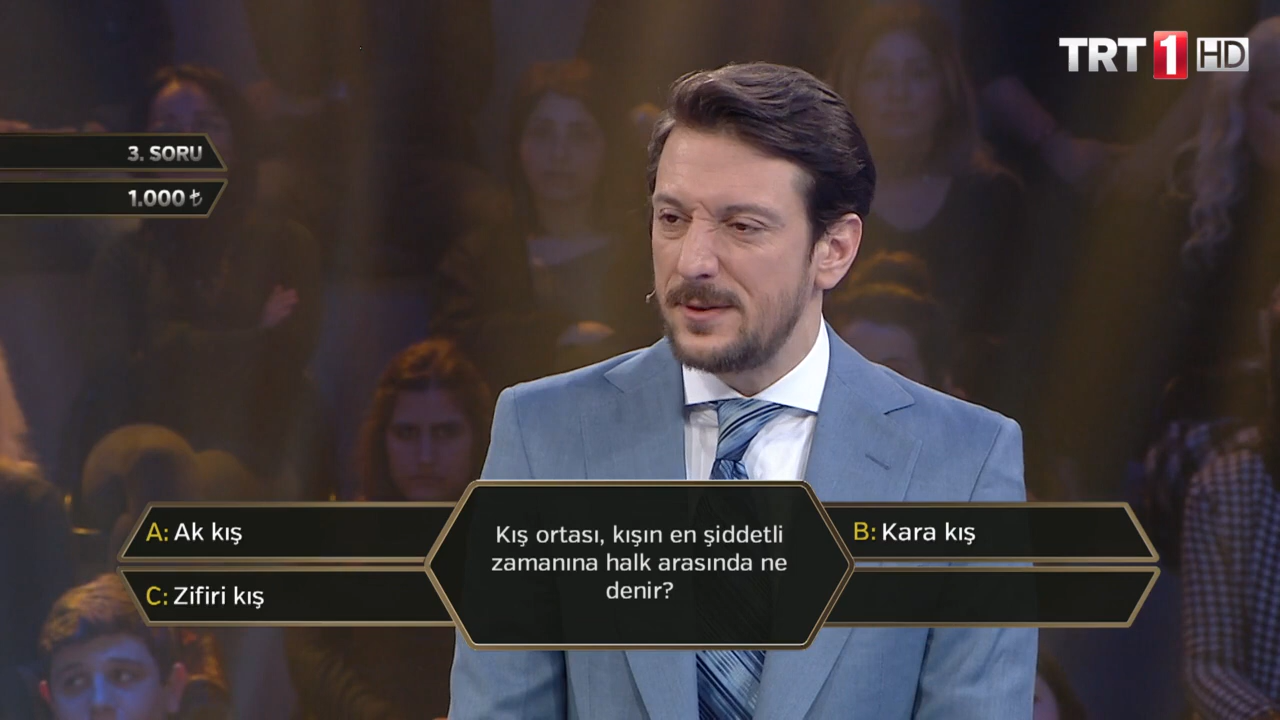 TRT 1 HD
3. SORU
1.000 ₺
Kış ortası, kışın en şiddetli
zamanına halk arasında ne
denir?
A: Ak kış
B: Kara kış
C: Zifiri kış